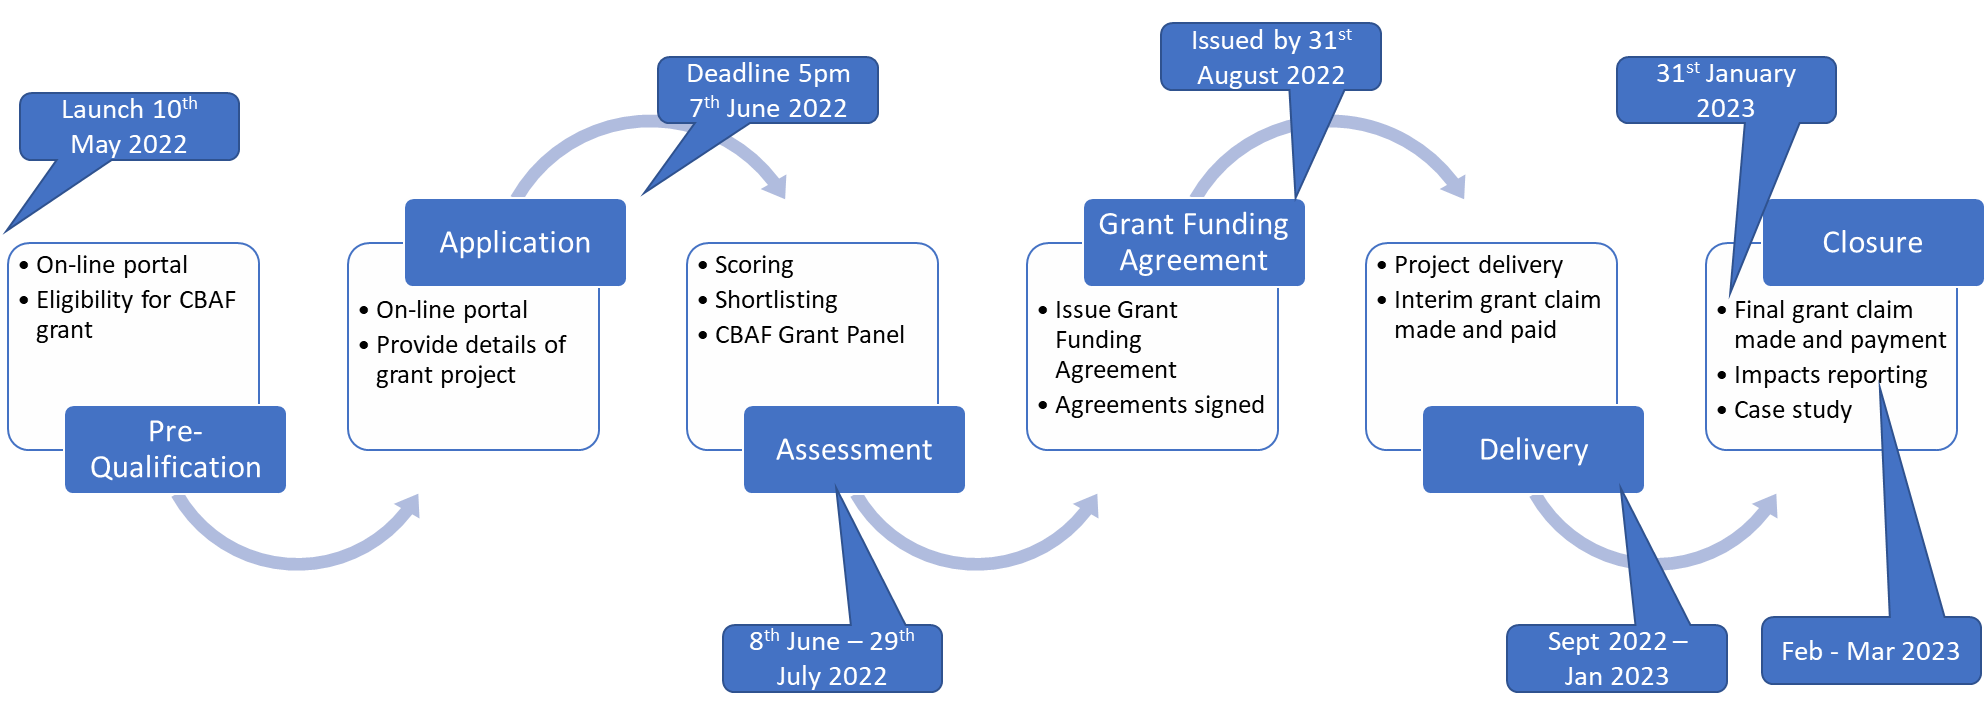 Launch 10th
May 2022
• On-line portal
• Eligibility for CBAF
grant
Pre-
Qualification
Deadline 5pm
7th June 2022
Application
• On-line portal
• Provide details of
grant project
• Scoring
• Shortlisting
• CBAF Grant Panel
Assessment
8th June – 29th
July 2022
Issued by 31st
August 2022
Grant Funding
Agreement
• Issue Grant
Funding
Agreement
• Agreements signed
• Project delivery
• Interim grant claim
made and paid
Delivery
Sept 2022 –
Jan 2023
31st January
2023
Closure
• Final grant claim
made and payment
• Impacts reporting
• Case study
Feb - Mar 2023